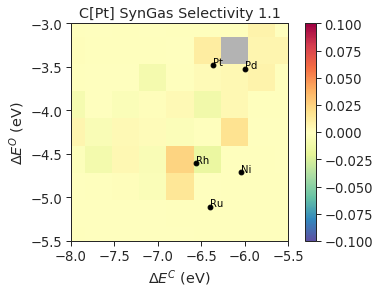 C[Pt] SynGas Selectivity 1.1
−3.0
−3.5
−4.0
−4.5
−5.0
−5.5
ΔE^O (eV)
Pt
Pd
Rh
Ni
Ru
−8.0 −7.5 −7.0 −6.5 −6.0 −5.5
ΔE^C (eV)
0.100
0.075
0.050
0.025
0.000
−0.025
−0.050
−0.075
−0.100